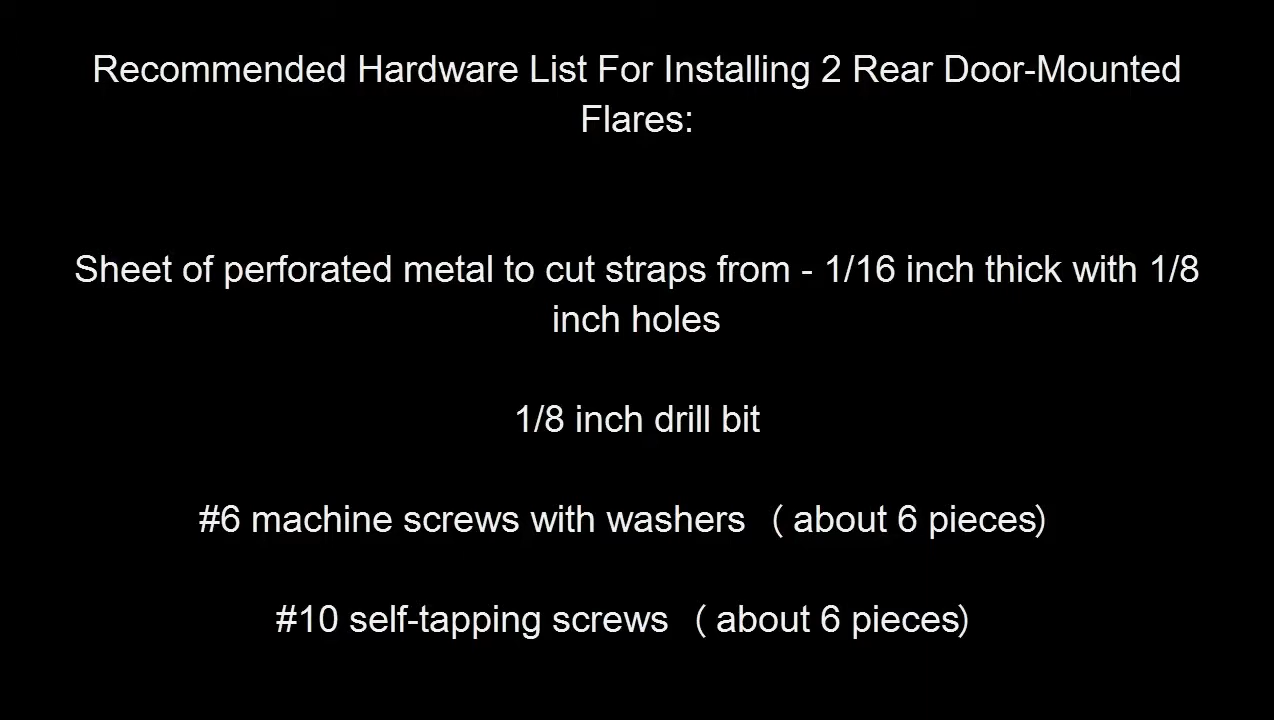 Recommended Hardware List For Installing 2 Rear Door-Mounted
Flares:
Sheet of perforated metal to cut straps from - 1/16 inch thick with 1/8
inch holes
1/8 inch drill bit
#6 machine screws with washers ( about 6 pieces)
#10 self-tapping screws ( about 6 pieces)